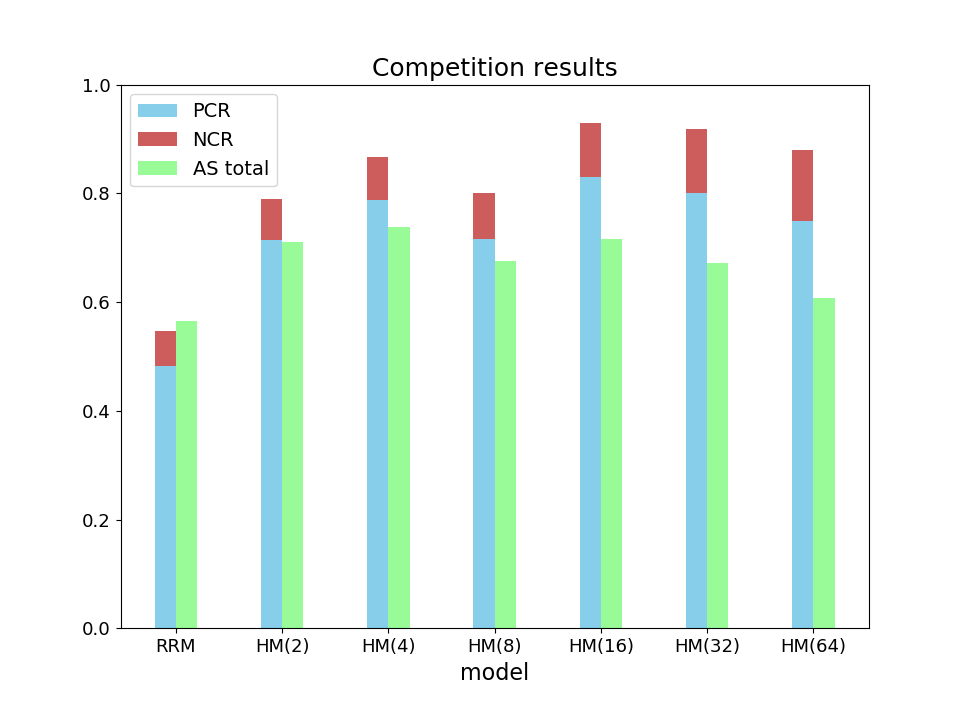 Competition results
PCR
NCR
AS total
1.0
0.8
0.6
0.4
0.2
0.0
RRM HM(2) HM(4) HM(8) HM(16) HM(32) HM(64)
model